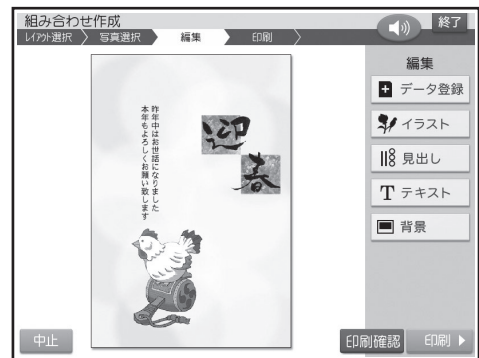 組み合わせ作成
終了
レイアウト選択 写真選択 編集 印刷
編集
データ登録
イラスト
見出し
テキスト
背景
迎
春
昨年中はお世話になりました
本年もよろしくお願い致します
中止
印刷確認
印刷